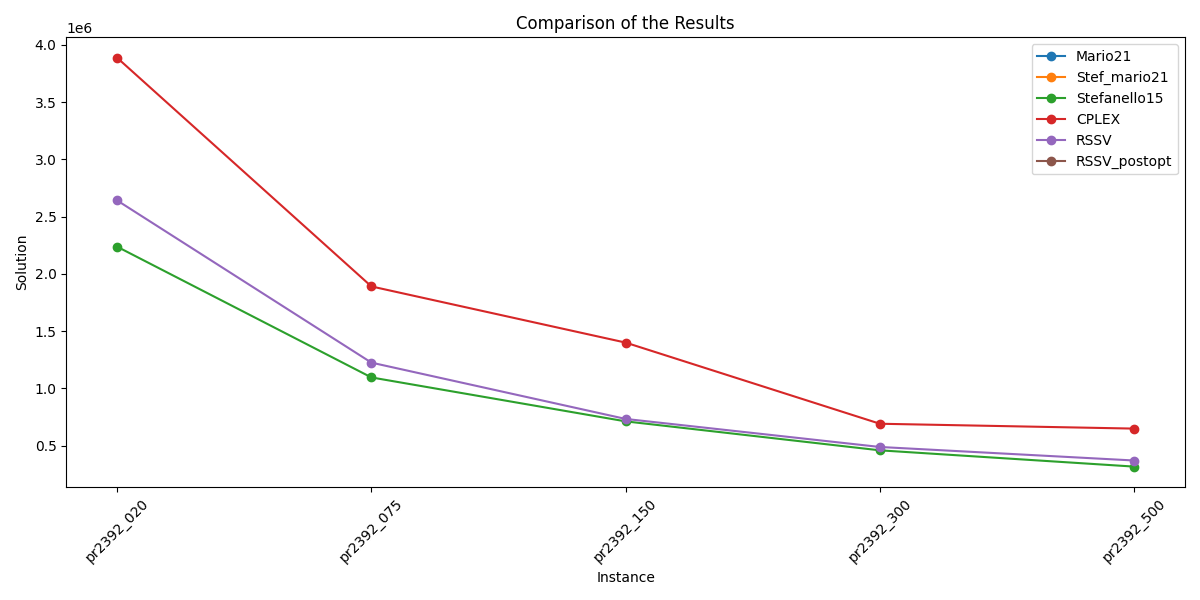 Comparison of the Results
1e6
4.0
3.5
3.0
2.5
2.0
1.5
1.0
0.5
Solution
Mario21
Stef_mario21
Stefanello15
CPLEX
RSSV
RSSV_postopt
pr2392_020
pr2392_075
pr2392_150
pr2392_300
pr2392_500
Instance